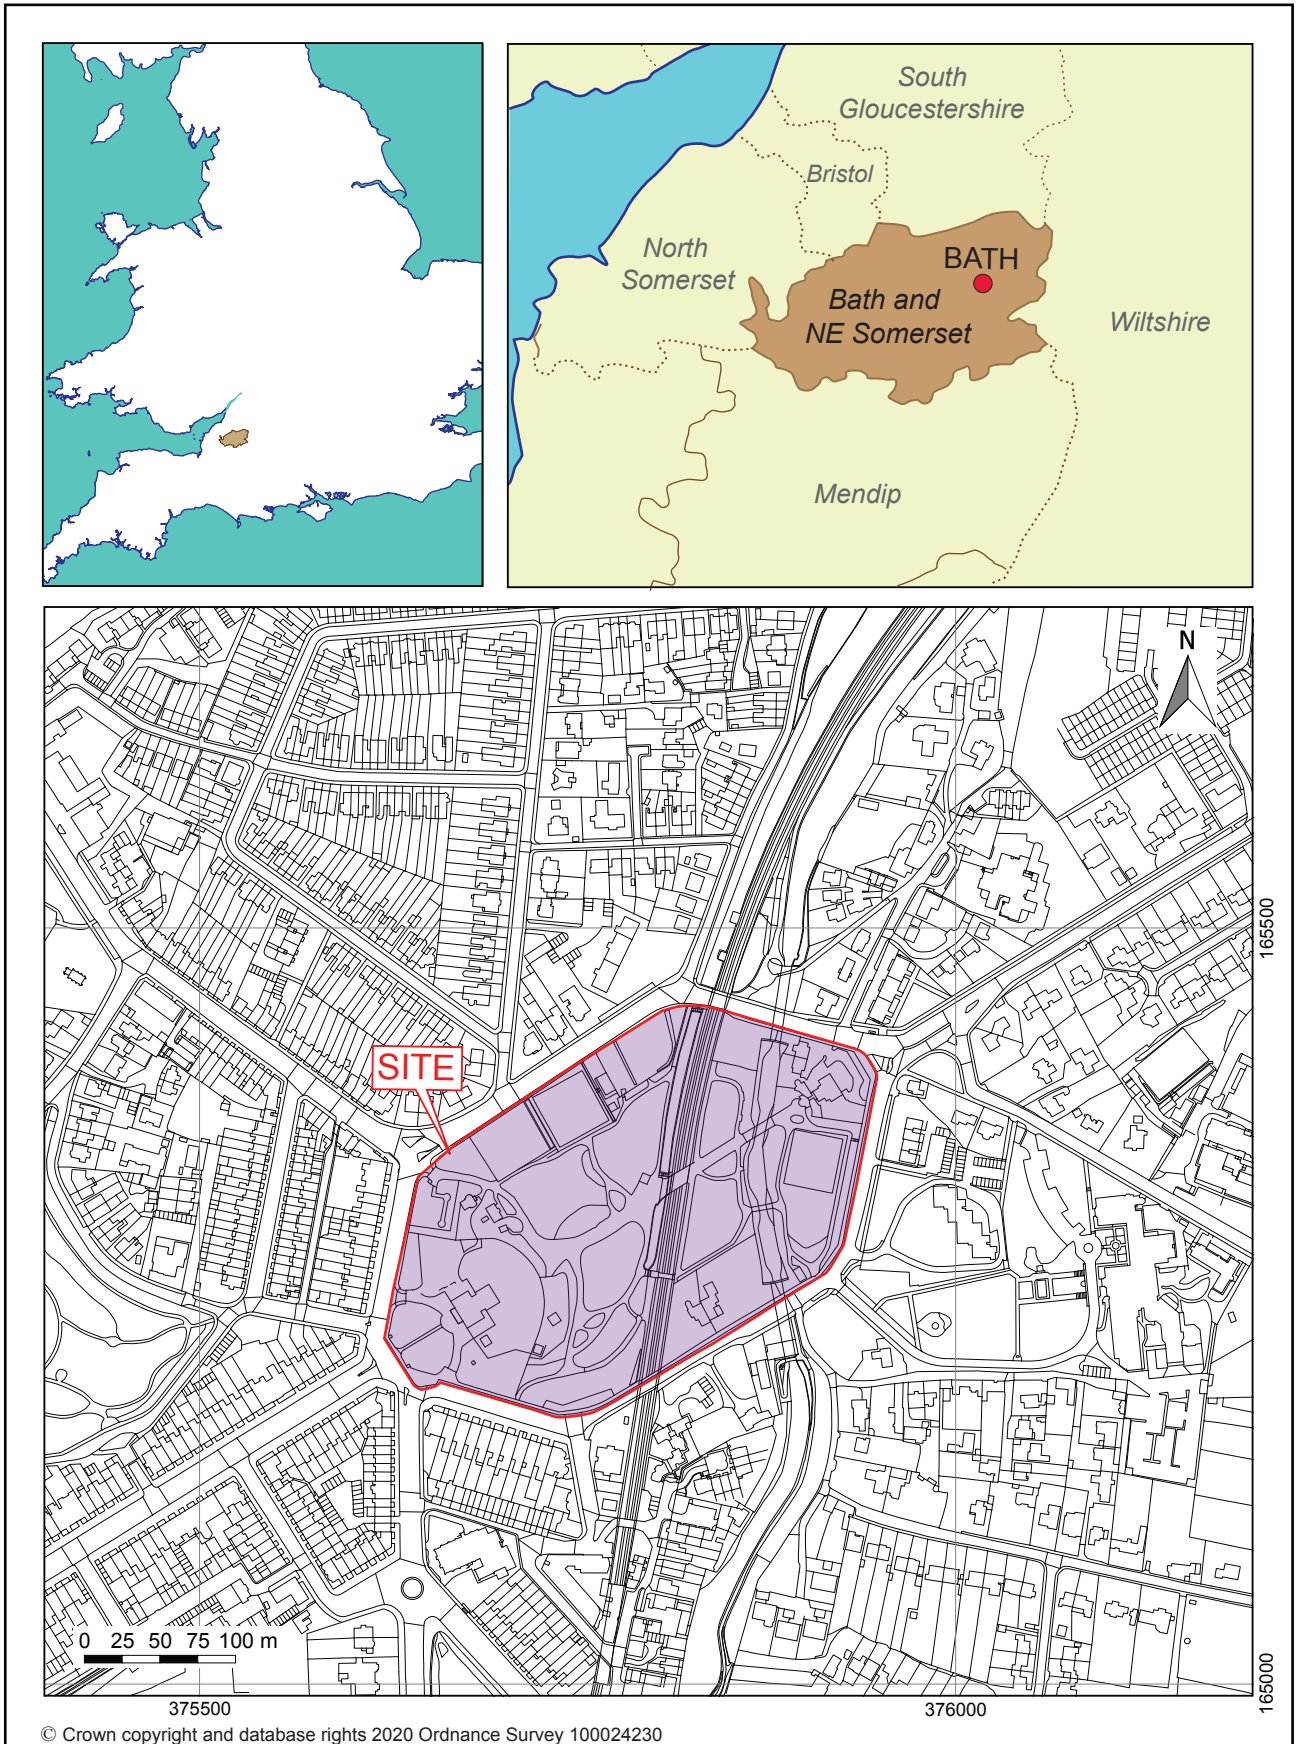 South
Gloucestershire
Bristol
North
Somerset
BATH
Bath and
NE Somerset
Wiltshire
Mendip
N
165500
SITE
0 25 50 75 100 m
165000
375500
376000
© Crown copyright and database rights 2020 Ordnance Survey 100024230